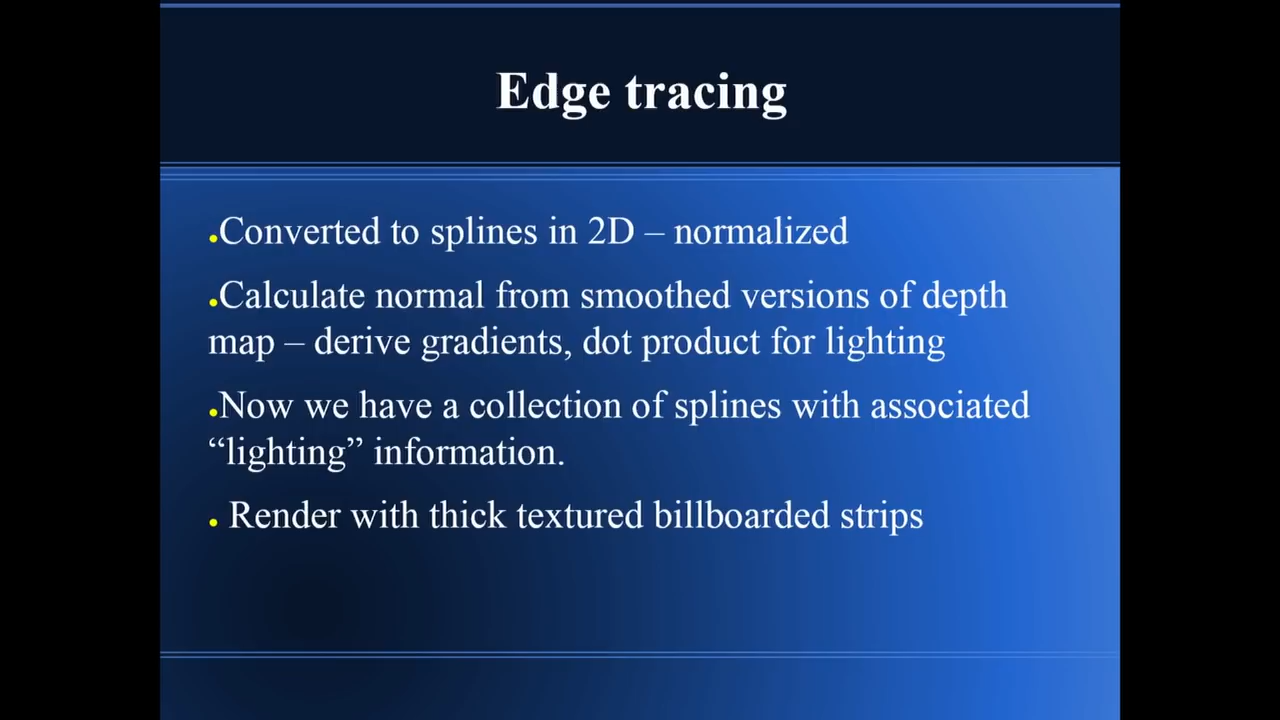 Edge tracing
●Converted to splines in 2D – normalized
●Calculate normal from smoothed versions of depth
map – derive gradients, dot product for lighting
●Now we have a collection of splines with associated
“lighting” information.
● Render with thick textured billboarded strips